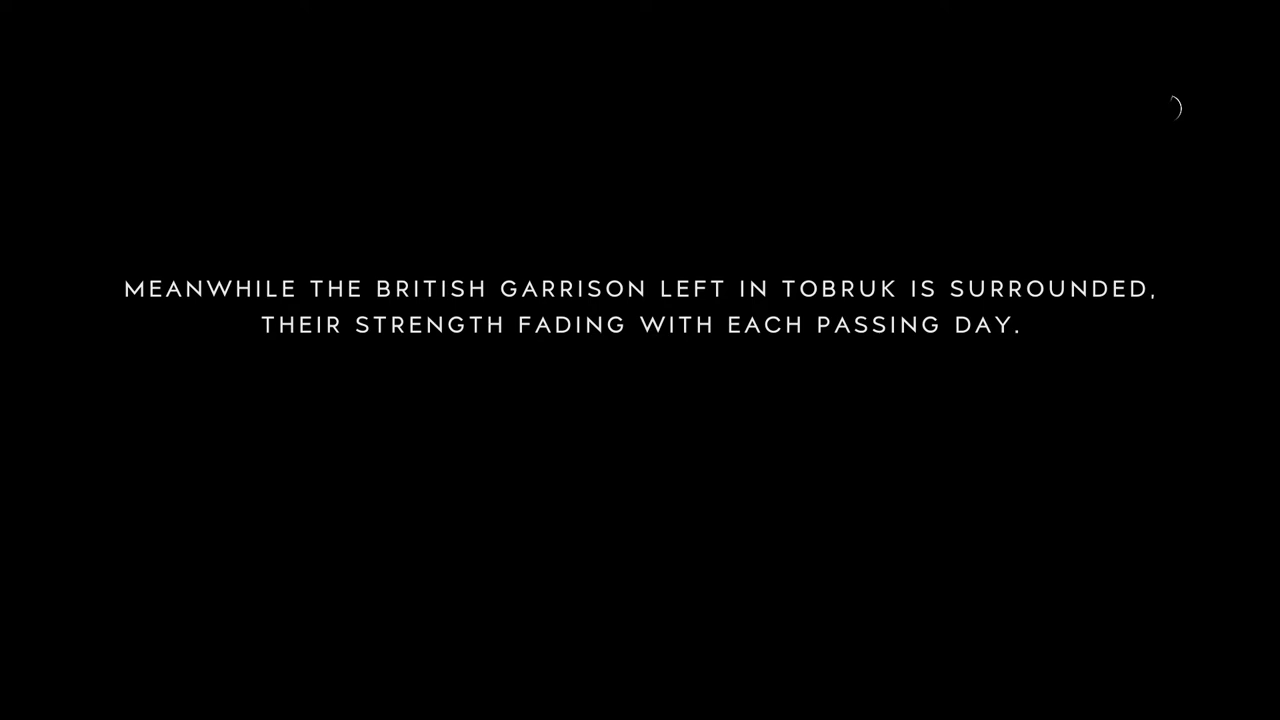 MEANWHILE THE BRITISH GARRISON LEFT IN TOBRUK IS SURROUNDED,
THEIR STRENGTH FADING WITH EACH PASSING DAY.